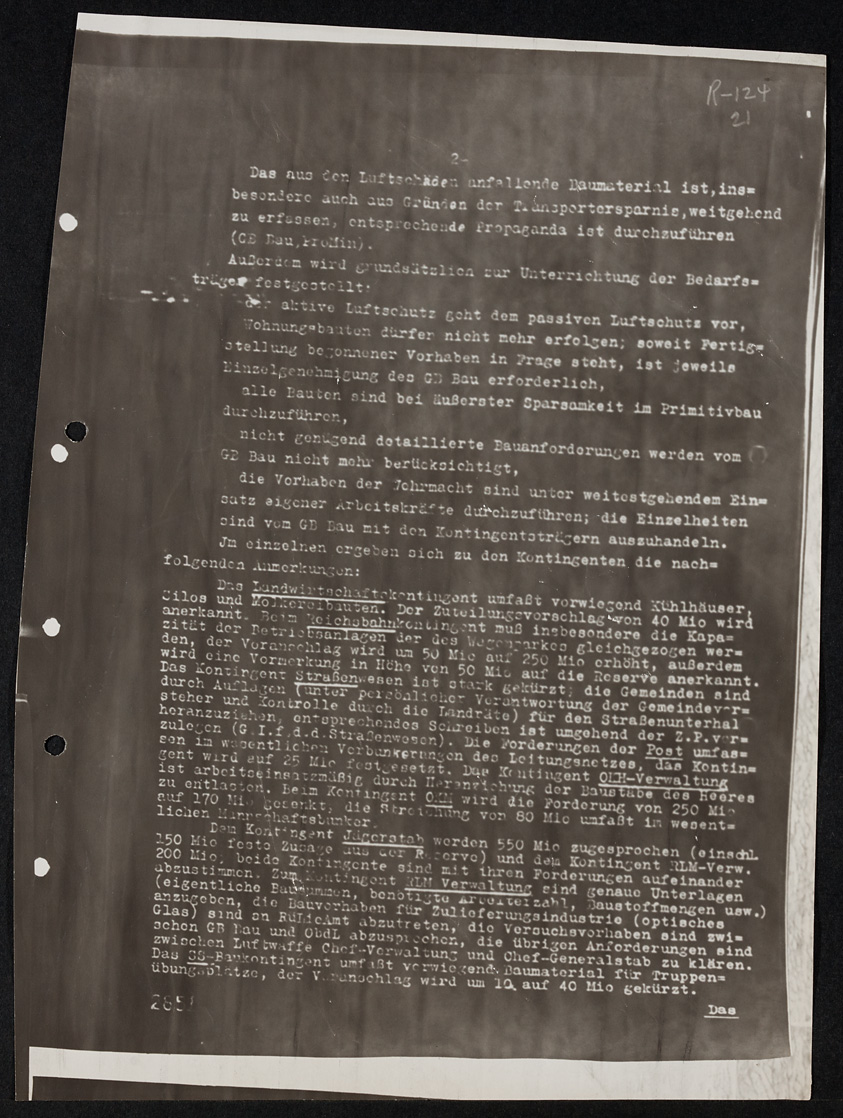 R-124
21
2-
Das aus den Luftschäden anfallende Baumaterial ist, ins=
besondere auch aus Gründen der Transportersparnis, weitgehend
zu erfassen, entsprechende Propaganda ist durchzuführen
(GB Bau, ProMin).
Außerdem wird grundsätzlich zur Unterrichtung der Bedarfs=
träger festgestellt:
der aktive Luftschutz geht dem passiven Luftschutz vor,
Wohnungsbauten dürfen nicht mehr erfolgen; soweit Fertig=
stellung begonnener Vorhaben in Frage steht, ist jeweils
Einzelgenehmigung des GB Bau erforderlich,
alle Bauten sind bei äußerster Sparsamkeit im Primitivbau
durchzuführen,
nicht genügend detaillierte Bauanforderungen werden vom
GB Bau nicht mehr berücksichtigt,
die Vorhaben der Wehrmacht sind unter weitestgehendem Ein=
satz eigener Arbeitskräfte durchzuführen; die Einzelheiten
sind vom GB Bau mit den Kontingentsträgern auszuhandeln.
Jm einzelnen ergeben sich zu den Kontingenten die nach=
folgenden Anmerkungen:
Das Landwirtschaftskontingent umfaßt vorwiegend Kühlhäuser,
Silos und Molkereibauten. Der Zuteilungsvorschlag von 40 Mio wird
anerkannt. Beim Reichsbahnkontingent muß insbesondere die Kapa=
zität der Betriebsanlagen der des Wagenparkes gleichgezogen wer=
den, der Voranschlag wird um 50 Mio auf 250 Mio erhöht, außerdem
wird eine Vormerkung in Höhe von 50 Mio auf die Reserve anerkannt.
Das Kontingent Straßenwesen ist stark gekürzt; die Gemeinden sind
durch Auflagen (unter persönlicher Verantwortung der Gemeindevor=
steher und Kontrolle durch die Landräte) für den Straßenunterhal
heranzuziehen, entsprechendes Schreiben ist umgehend der Z.P. vor=
zulegen (G.I.f.d.d.Straßenwesen). Die Forderungen der Post umfas=
sen im wesentlichen Verbunkerungen des Leitungsnetzes, das Kontin=
gent wird auf 25 Mio festgesetzt. Das Kontingent OKH-Verwaltung
ist arbeitseinsatzmäßig durch Heranziehung der Baustäbe des Heeres
zu entlasten. Beim Kontingent OKM wird die Forderung von 250 Mio
auf 170 Mio gesenkt, die Streichung von 80 Mio umfaßt im wesent=
lichen Mannschaftsbunker.
Dem Kontingent Jägerstab werden 550 Mio zugesprochen (einschl.
150 Mio feste Zusage aus der Reserve) und dem Kontingent RLM-Verw.
200 Mio; beide Kontingente sind mit ihren Forderungen aufeinander
abzustimmen. Zum Kontingent RLM Verwaltung sind genaue Unterlagen
(eigentliche Bausummen, benötigte Arbeiterzahl, Baustoffmengen usw.)
anzugeben, die Bauvorhaben für Zulieferungsindustrie (optisches
Glas) sind an RüLieAmt abzutreten, die Versuchsvorhaben sind zwi=
schen GB Bau und ObdL abzusprechen, die übrigen Anforderungen sind
zwischen Luftwaffe Chef-Verwaltung und Chef-Generalstab zu klären.
Das SS-Baukontingent umfaßt vorwiegend Baumaterial für Truppen=
übungsplätze, der Voranschlag wird um 10 auf 40 Mio gekürzt.
Das